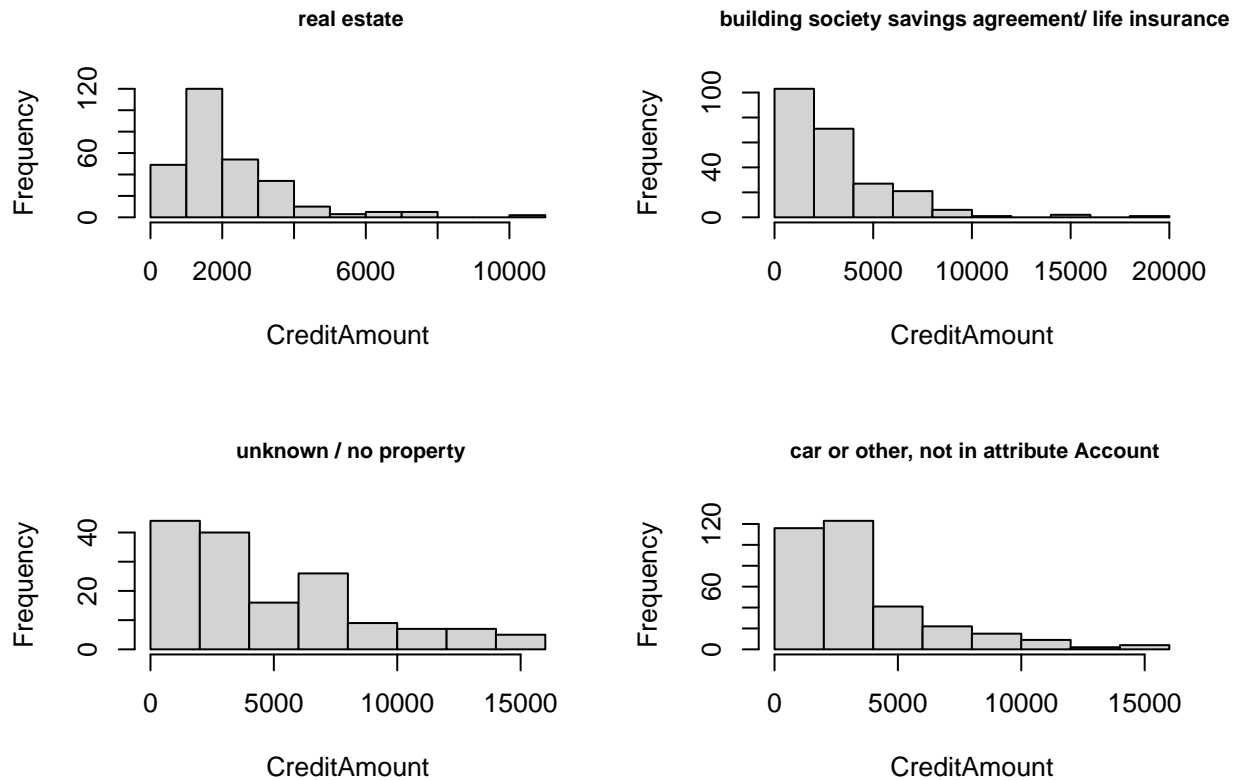 real estate
Frequency
0 60 120
0 2000 6000 10000
CreditAmount
building society savings agreement/ life insurance
Frequency
0 40 100
0 5000 10000 15000 20000
CreditAmount
unknown / no property
Frequency
0 20 40
0 5000 10000 15000
CreditAmount
car or other, not in attribute Account
Frequency
0 60 120
0 5000 10000 15000
CreditAmount